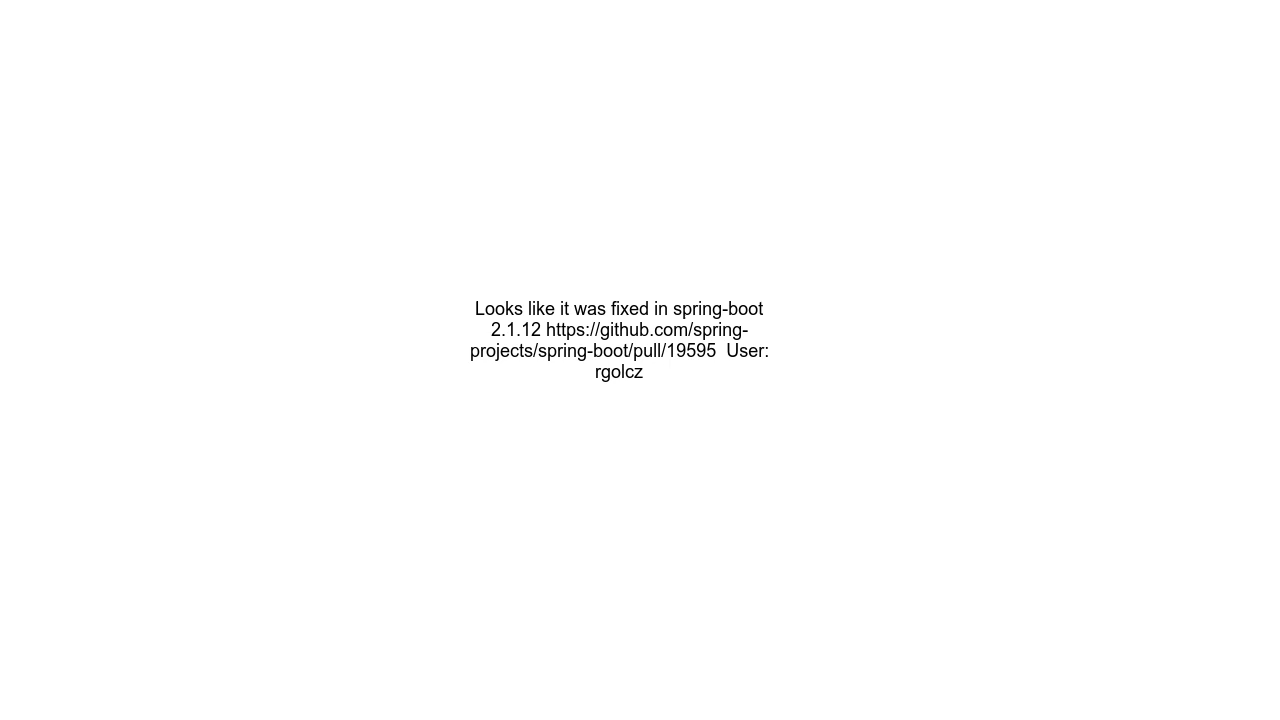 Looks like it was fixed in spring-boot
2.1.12 https://github.com/spring-
projects/spring-boot/pull/19595  User:
rgolcz